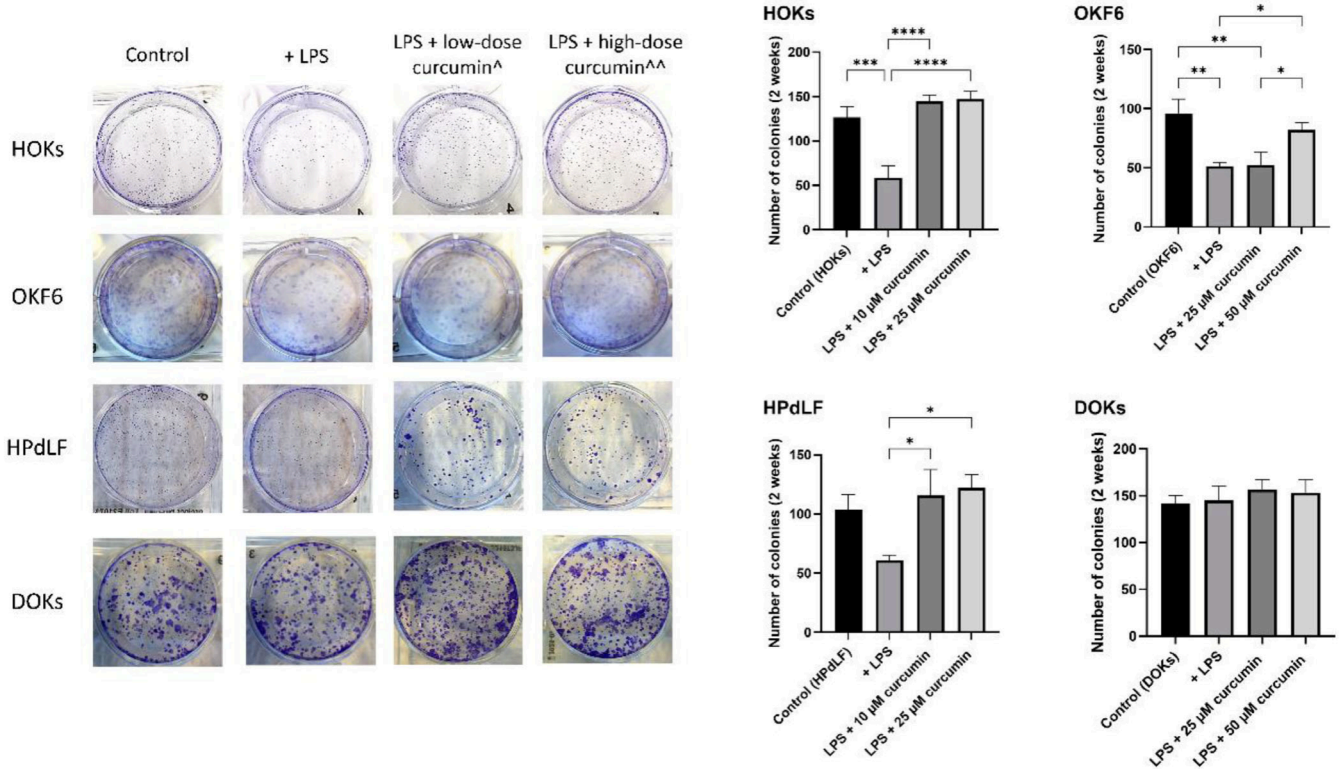 Control
+ LPS
LPS + low-dose
curcumin^
LPS + high-dose
curcumin^^
HOKs
OKF6
HPdLF
DOKs
HOKs
Number of colonies (2 weeks)
200
150
100
50
0
***
****
****
Control (HOKs)
+ LPS
LPS + 10 µM curcumin
LPS + 25 µM curcumin
OKF6
Number of colonies (2 weeks)
150
100
50
0
*
**
**
*
Control (OKF6)
+ LPS
LPS + 25 µM curcumin
LPS + 50 µM curcumin
HPdLF
Number of colonies (2 weeks)
150
100
50
0
*
*
Control (HPdLF)
+ LPS
LPS + 10 µM curcumin
LPS + 25 µM curcumin
DOKs
Number of colonies (2 weeks)
200
150
100
50
0
Control (DOKs)
+ LPS
LPS + 25 µM curcumin
LPS + 50 µM curcumin